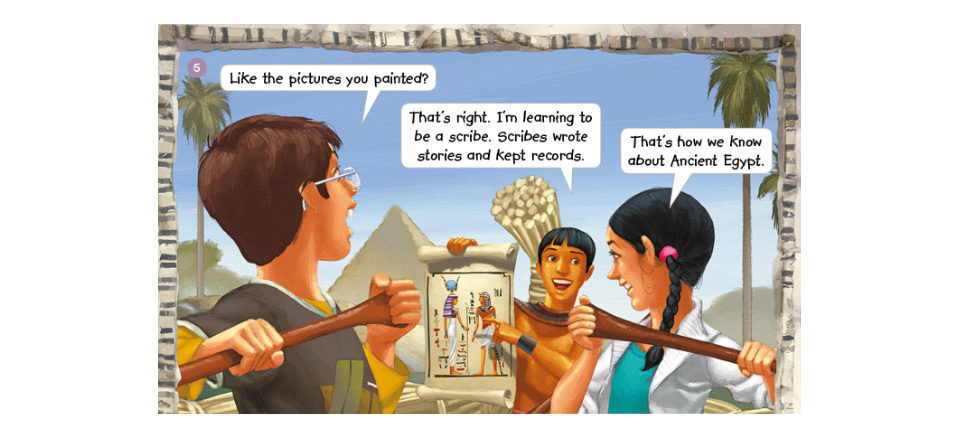 5
Like the pictures you painted?
That's right. I'm learning to
be a scribe. Scribes wrote
stories and kept records.
That's how we know
about Ancient Egypt.